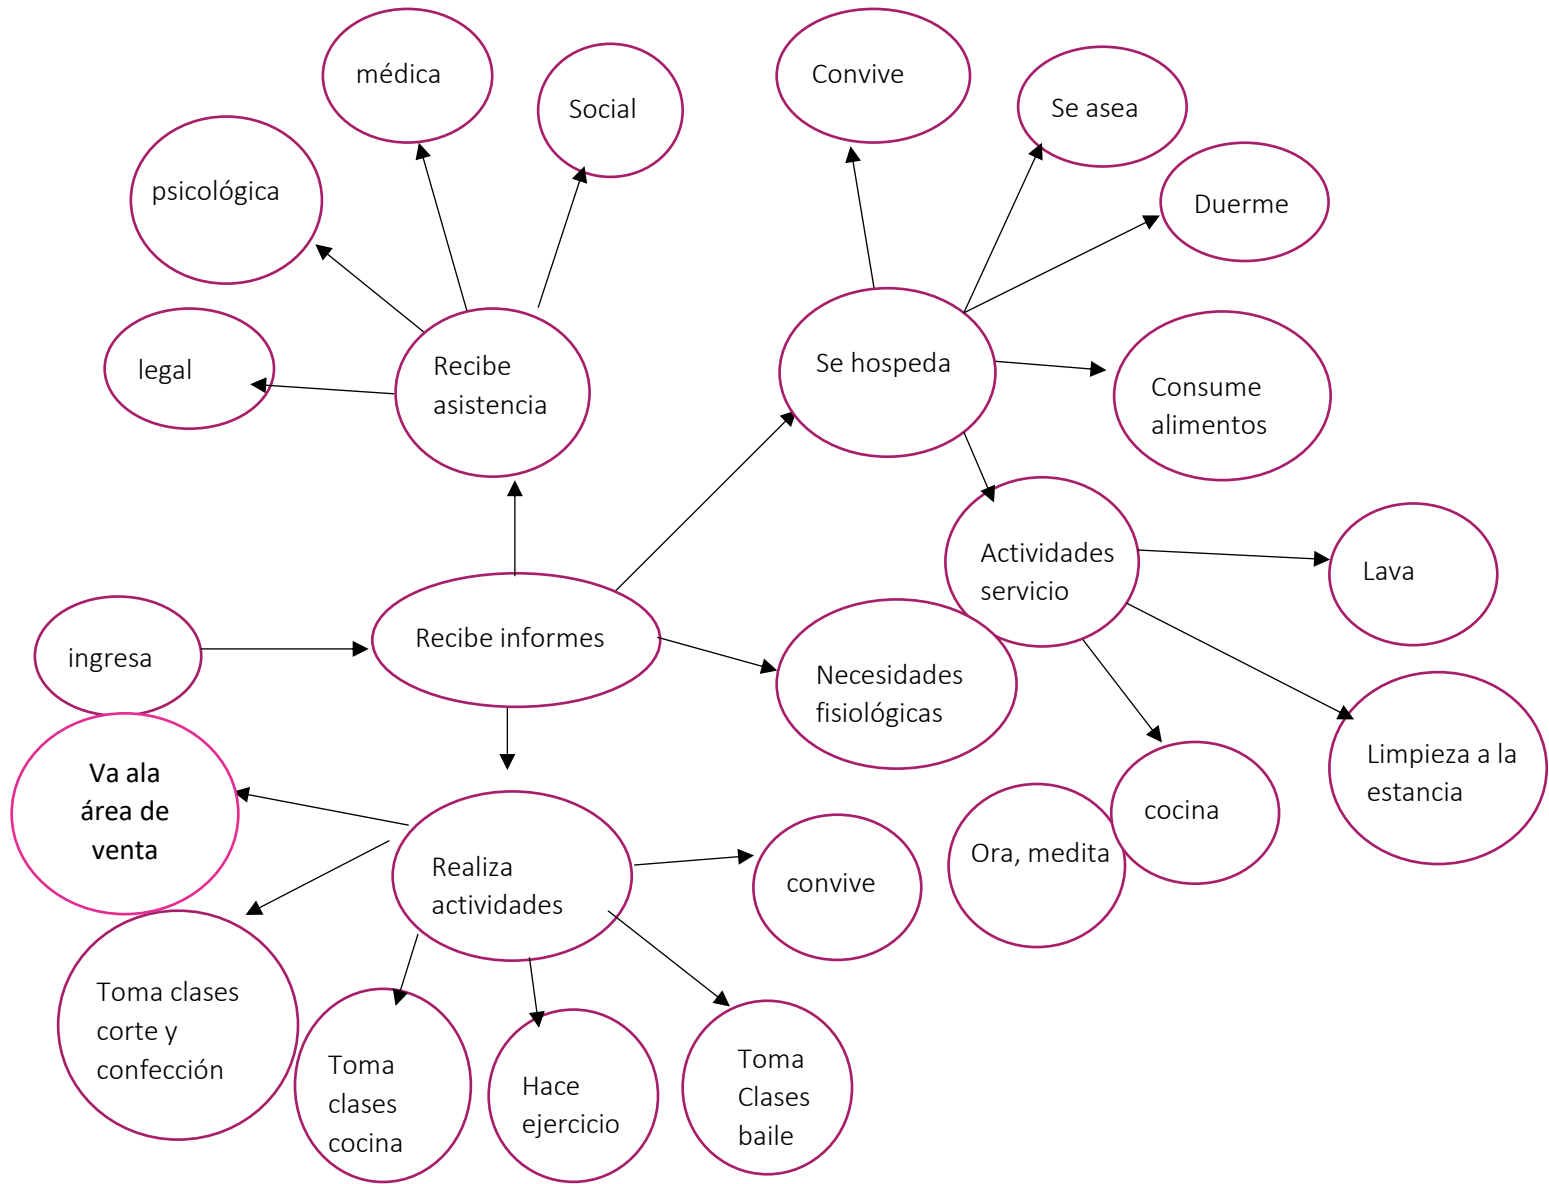 médica
Social
Convive
Se asea
psicológica
Duerme
legal
Recibe
asistencia
Se hospeda
Consume
alimentos
Actividades
servicio
Lava
ingresa
Recibe informes
Necesidades
fisiológicas
Va ala
área de
venta
Limpieza a la
estancia
cocina
Ora, medita
Realiza
actividades
convive
Toma clases
corte y
confección
Toma
clases
cocina
Hace
ejercicio
Toma
Clases
baile